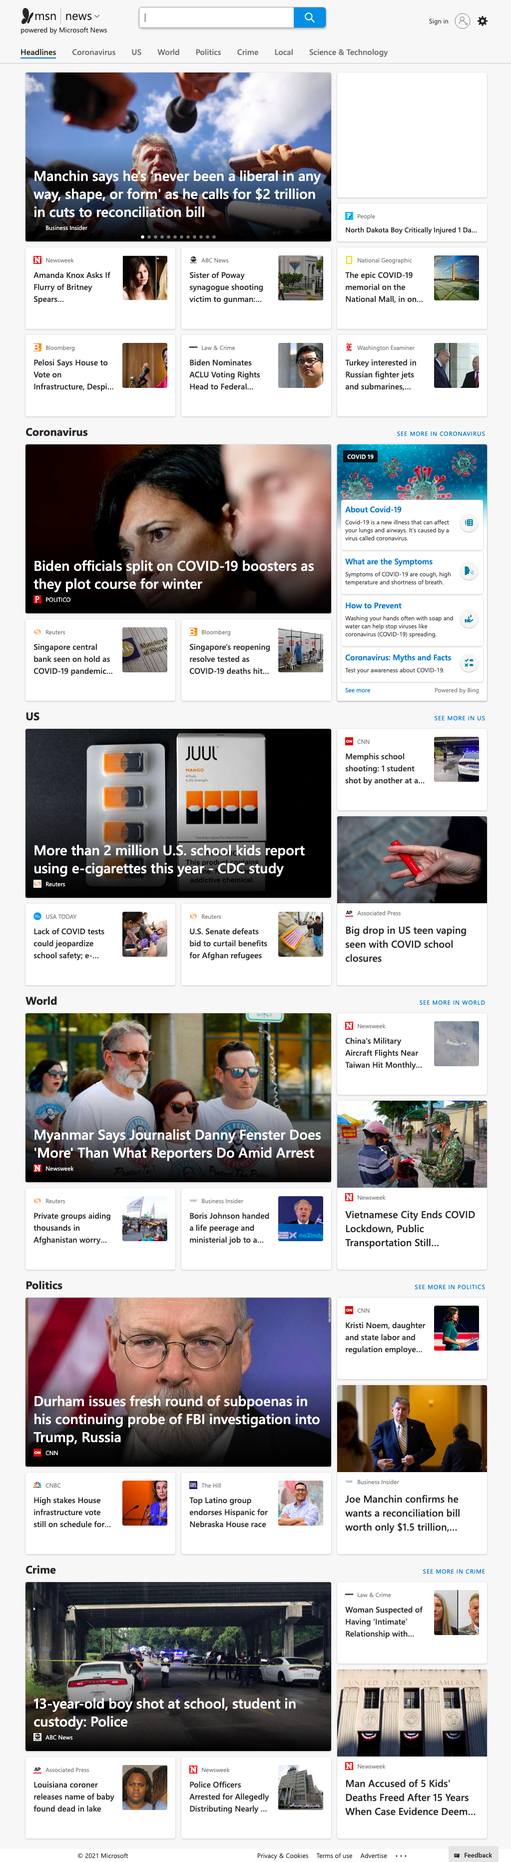 msn | news
powered by Microsoft News
Sign in
Headlines Coronavirus US World Politics Crime Local Science & Technology
Manchin says he's 'never been a liberal in any
way, shape, or form' as he calls for $2 trillion
in cuts to reconciliation bill
Business Insider
People
North Dakota Boy Critically Injured 1 Da...
Newsweek
Amanda Knox Asks If
Flurry of Britney
Spears...
ABC News
Sister of Poway
synagogue shooting
victim to gunman:...
National Geographic
The epic COVID-19
memorial on the
National Mall, in on...
Bloomberg
Pelosi Says House to
Vote on
Infrastructure, Despi...
Law & Crime
Biden Nominates
ACLU Voting Rights
Head to Federal...
Washington Examiner
Turkey interested in
Russian fighter jets
and submarines,...
Coronavirus
SEE MORE IN CORONAVIRUS
Biden officials split on COVID-19 boosters as
they plot course for winter
POLITICO
COVID 19
About Covid-19
Covid-19 is a new illness that can affect
your lungs and airways. It's caused by a
virus called coronavirus.
What are the Symptoms
Symptoms of COVID-19 are cough, high
temperature and shortness of breath.
How to Prevent
Washing your hands often with soap and
water can help stop viruses like
coronavirus (COVID-19) spreading.
Coronavirus: Myths and Facts
Test your awareness about COVID-19.
See more
Powered by Bing
Reuters
Singapore central
bank seen on hold as
COVID-19 pandemic...
Bloomberg
Singapore's reopening
resolve tested as
COVID-19 deaths hit...
US
SEE MORE IN US
JUUL
MANGO
More than 2 million U.S. school kids report
using e-cigarettes this year - CDC study
Reuters
CNN
Memphis school
shooting: 1 student
shot by another at a...
Associated Press
Big drop in US teen vaping
seen with COVID school
closures
USA TODAY
Lack of COVID tests
could jeopardize
school safety; e-...
Reuters
U.S. Senate defeats
bid to curtail benefits
for Afghan refugees
World
SEE MORE IN WORLD
Myanmar Says Journalist Danny Fenster Does
'More' Than What Reporters Do Amid Arrest
Newsweek
Newsweek
China's Military
Aircraft Flights Near
Taiwan Hit Monthly...
Newsweek
Vietnamese City Ends COVID
Lockdown, Public
Transportation Still...
Reuters
Private groups aiding
thousands in
Afghanistan worry...
Business Insider
Boris Johnson handed
a life peerage and
ministerial job to a...
Politics
SEE MORE IN POLITICS
Durham issues fresh round of subpoenas in
his continuing probe of FBI investigation into
Trump, Russia
CNN
CNN
Kristi Noem, daughter
and state labor and
regulation employe...
Business Insider
Joe Manchin confirms he
wants a reconciliation bill
worth only $1.5 trillion,...
CNBC
High stakes House
infrastructure vote
still on schedule for...
The Hill
Top Latino group
endorses Hispanic for
Nebraska House race
Crime
SEE MORE IN CRIME
13-year-old boy shot at school, student in
custody: Police
ABC News
Law & Crime
Woman Suspected of
Having 'Intimate'
Relationship with...
Newsweek
Man Accused of 5 Kids'
Deaths Freed After 15 Years
When Case Evidence Deem...
Associated Press
Louisiana coroner
releases name of baby
found dead in lake
Newsweek
Police Officers
Arrested for Allegedly
Distributing Nearly ...
© 2021 Microsoft
Privacy & Cookies Terms of use Advertise
Feedback